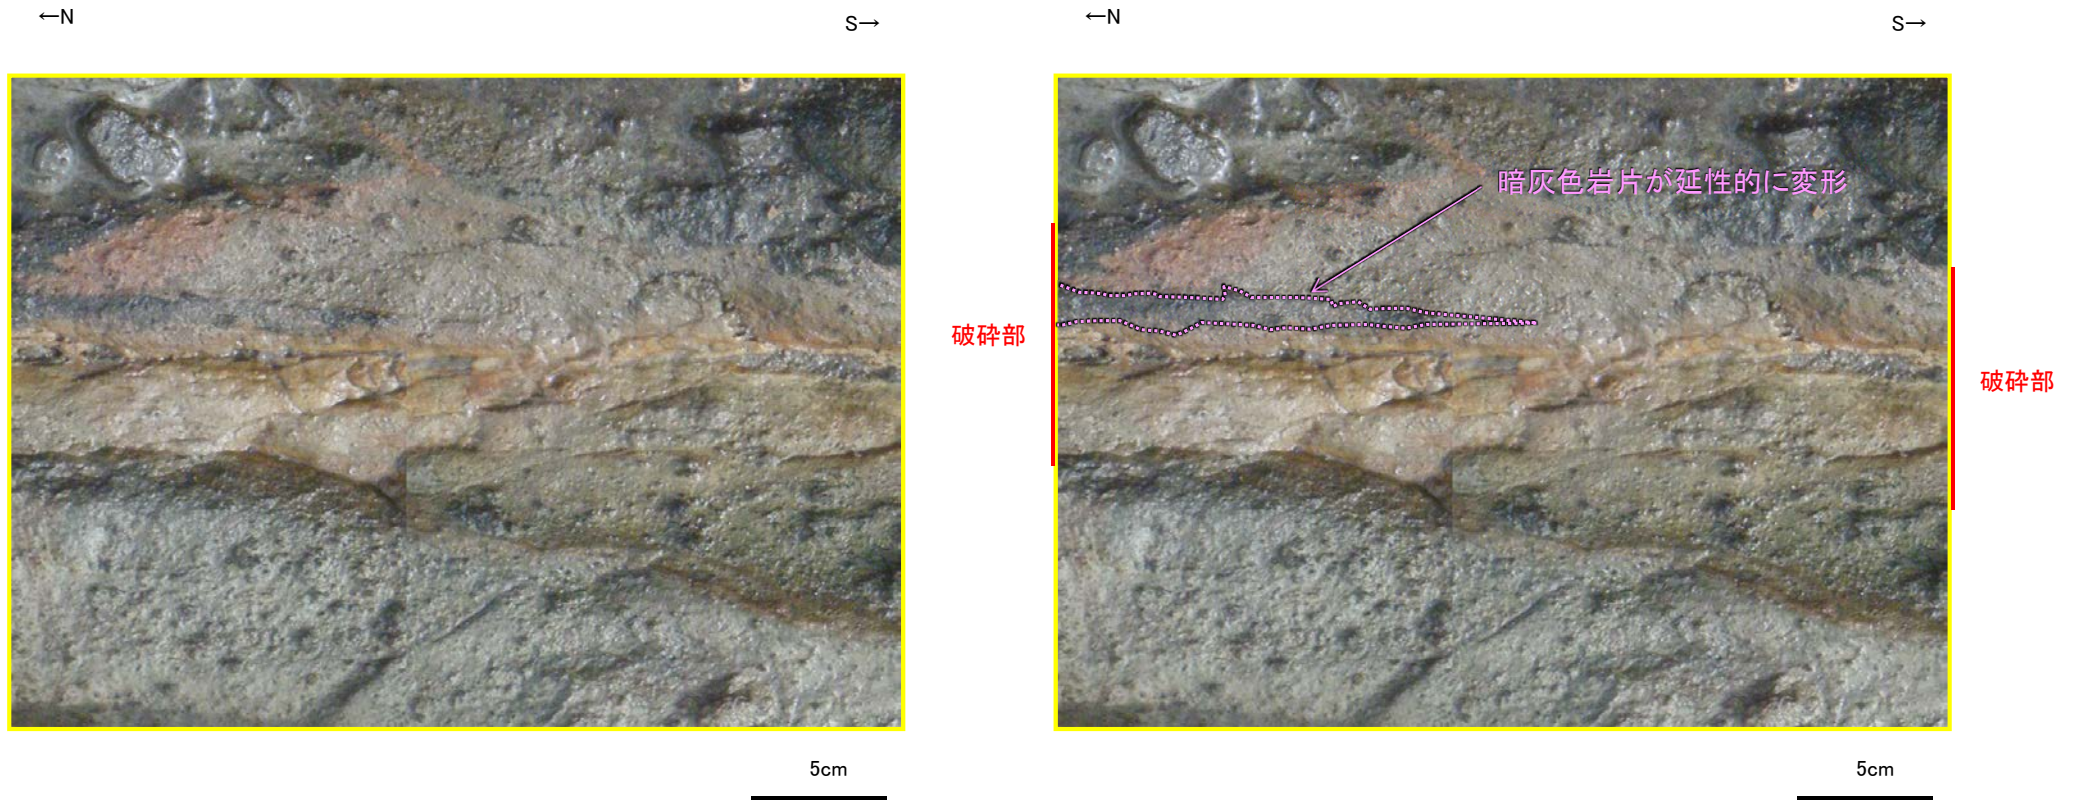 ←N
S→
←N
S→
暗灰色岩片が延性的に変形
破砕部
破砕部
5cm
5cm